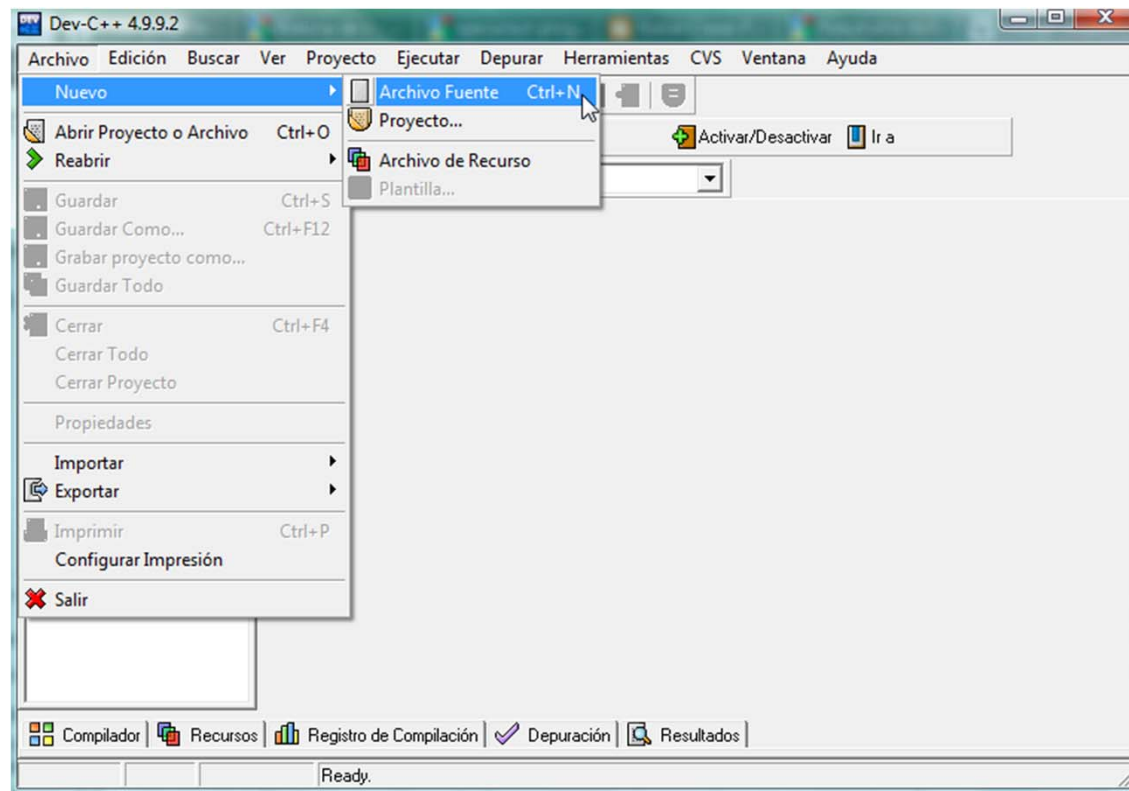 Dev-C++ 4.9.9.2
Archivo Edición Buscar Ver Proyecto Ejecutar Depurar Herramientas CVS Ventana Ayuda
Nuevo
Archivo Fuente Ctrl+N
Proyecto...
Archivo de Recurso
Plantilla...
Abrir Proyecto o Archivo Ctrl+O
Reabrir
Guardar Ctrl+S
Guardar Como... Ctrl+F12
Grabar proyecto como...
Guardar Todo
Cerrar Ctrl+F4
Cerrar Todo
Cerrar Proyecto
Propiedades
Importar
Exportar
Imprimir Ctrl+P
Configurar Impresión
Salir
Activar/Desactivar Ir a
Compilador Recursos Registro de Compilación Depuración Resultados
Ready.